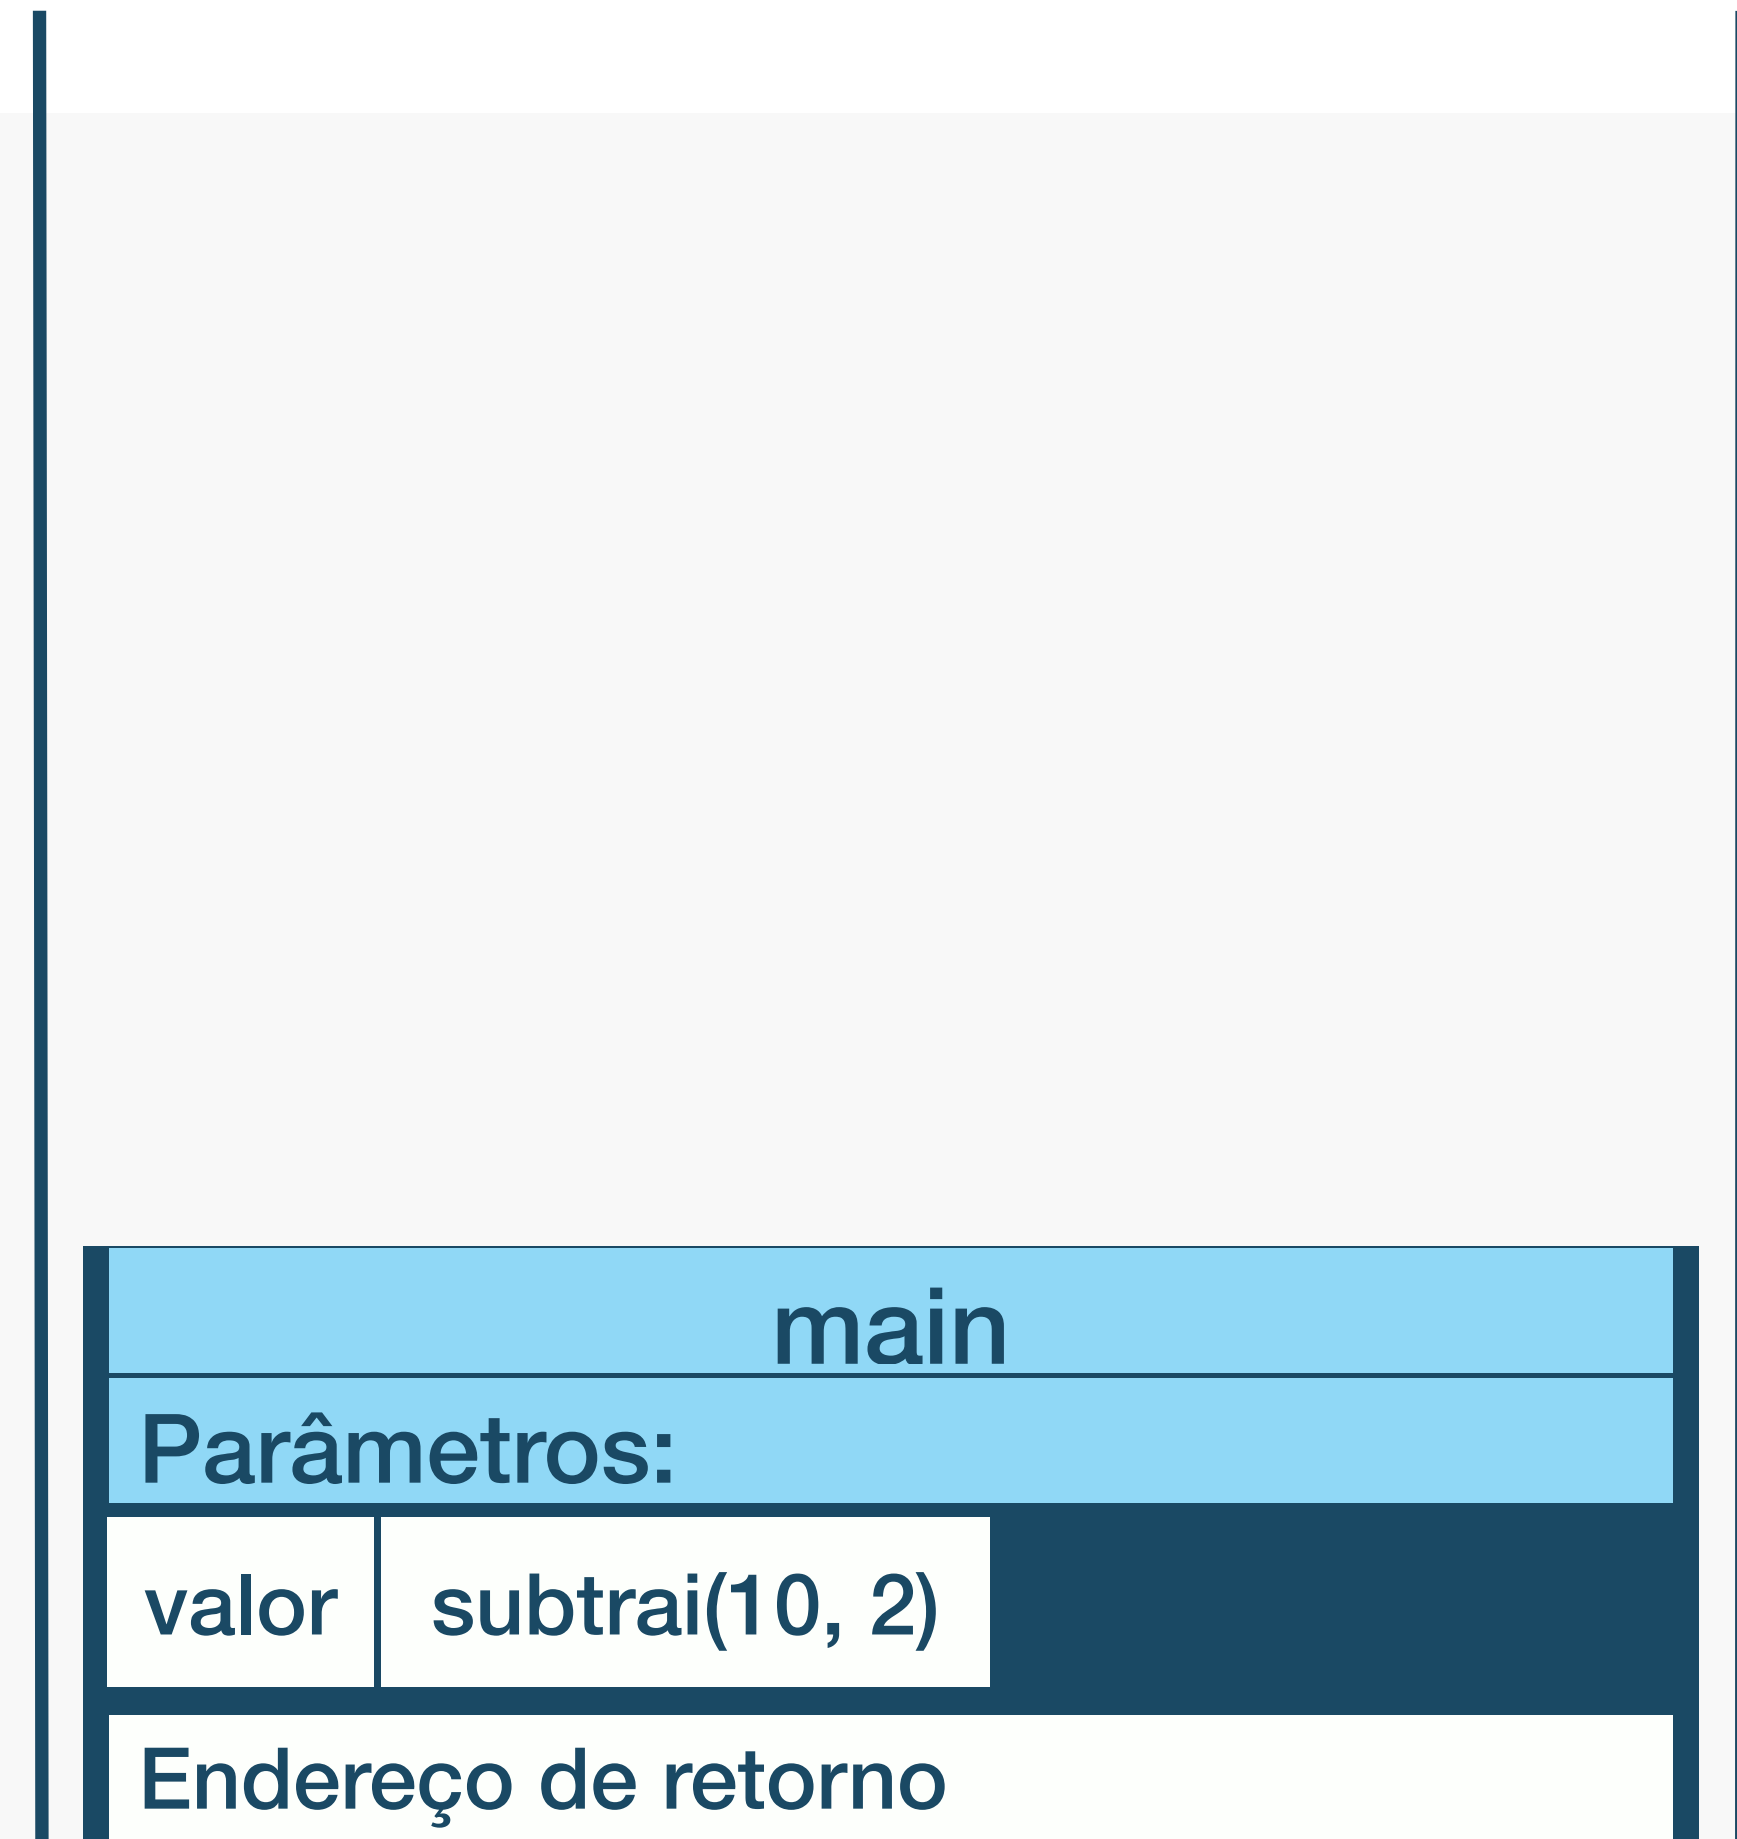 main
Parâmetros:
valor subtrai(10, 2)
Endereço de retorno